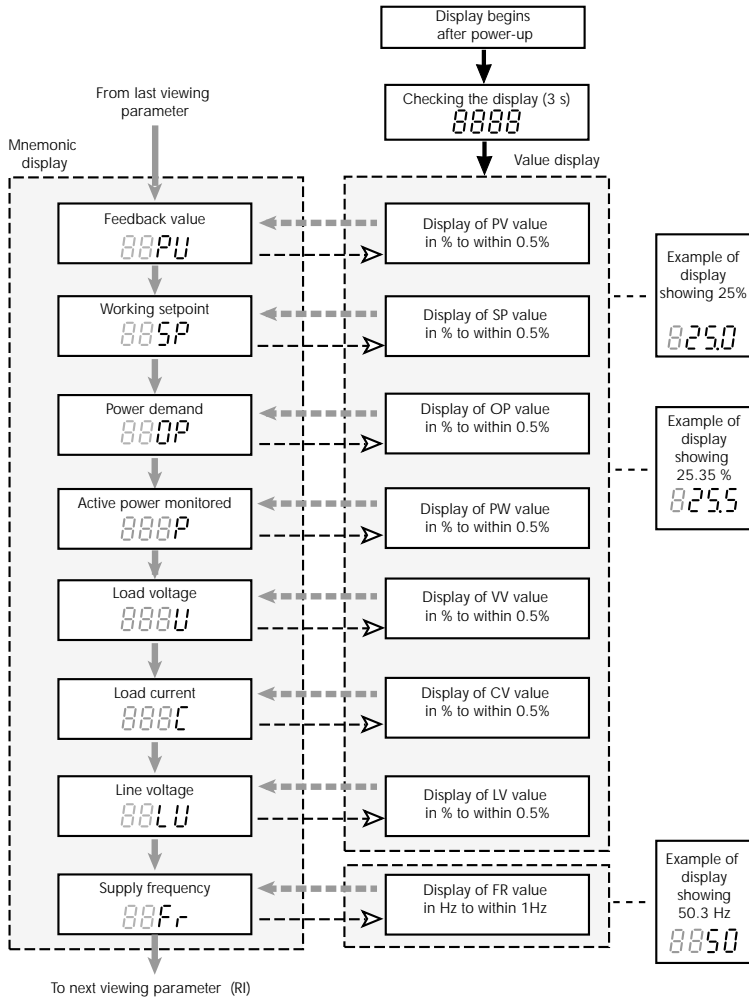 Display begins
after power-up
Checking the display (3 s)
8888
From last viewing
parameter
Mnemonic
display
Value display
Feedback value
88PU
Display of PV value
in % to within 0.5%
Example of
display
showing 25%
825.0
Working setpoint
88SP
Display of SP value
in % to within 0.5%
Power demand
88OP
Display of OP value
in % to within 0.5%
Example of
display
showing
25.35 %
825.5
Active power monitored
888P
Display of PW value
in % to within 0.5%
Load voltage
888U
Display of VV value
in % to within 0.5%
Load current
888C
Display of CV value
in % to within 0.5%
Line voltage
88LU
Display of LV value
in % to within 0.5%
Supply frequency
88Fr
Display of FR value
in Hz to within 1Hz
Example of
display
showing
50.3 Hz
8850
To next viewing parameter (RI)